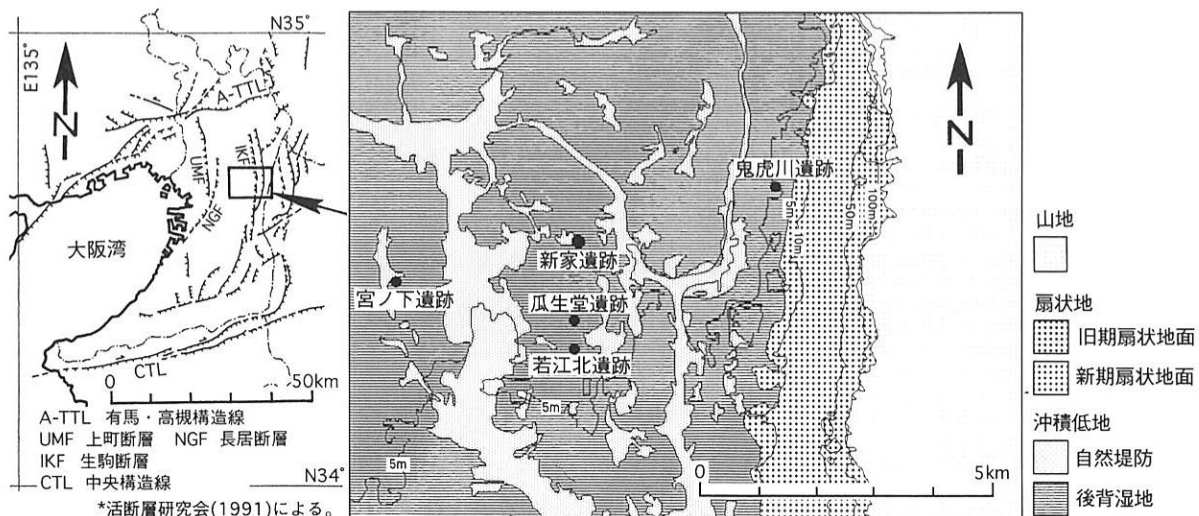 N35°
E135°
N
A-TTL
UMF
IKF
NGF
大阪湾
CTL
0
50km
A-TTL 有馬・高槻構造線
UMF 上町断層 NGF 長居断層
IKF 生駒断層
CTL 中央構造線
N34°
*活断層研究会(1991)による。
鬼虎川遺跡
新家遺跡
宮ノ下遺跡
瓜生堂遺跡
若江北遺跡
5m
10m
50m
100m
5m
5m
0
5km
N
山地
扇状地
旧期扇状地面
新期扇状地面
沖積低地
自然堤防
後背湿地